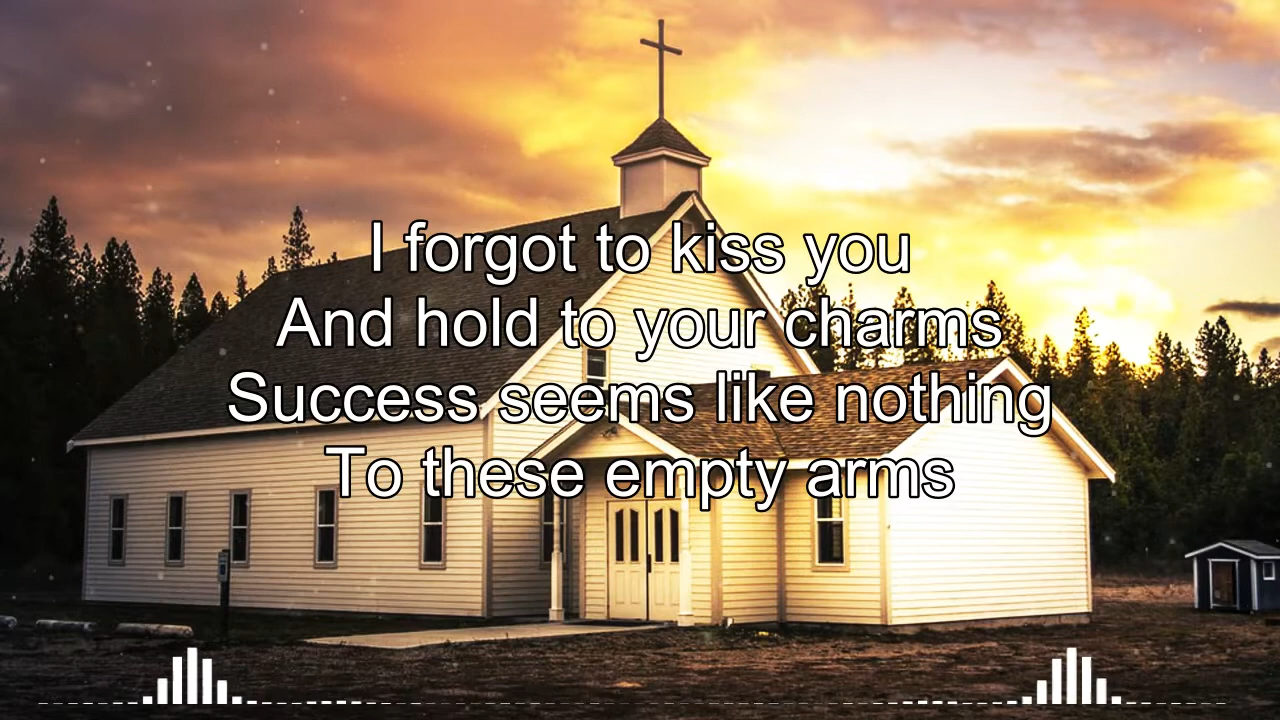 I forgot to kiss you
And hold to your charms
Success seems like nothing
To these empty arms